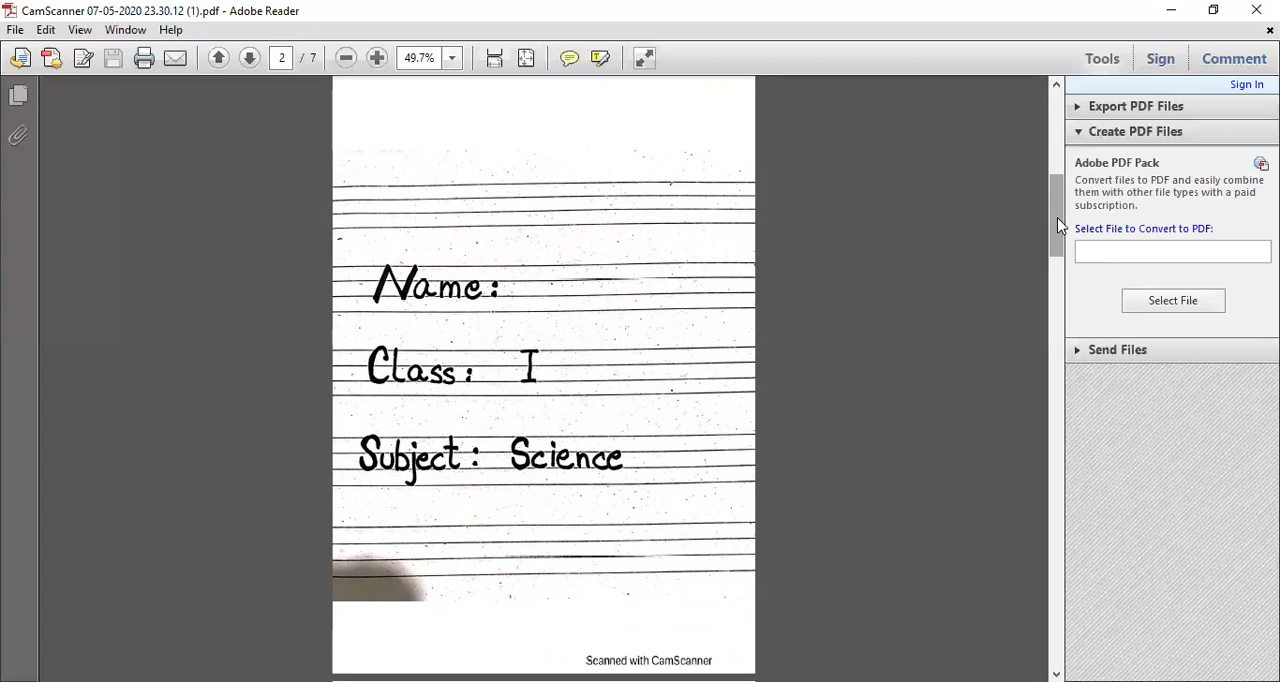 CamScanner 07-05-2020 23.30.12 (1).pdf - Adobe Reader
File Edit View Window Help
2 / 7 49.7% Tools Sign Comment
Sign In
Export PDF Files
Create PDF Files
Adobe PDF Pack
Convert files to PDF and easily combine
them with other file types with a paid
subscription.
Select File to Convert to PDF:
Select File
Send Files
Name:
Class: I
Subject: Science
Scanned with CamScanner